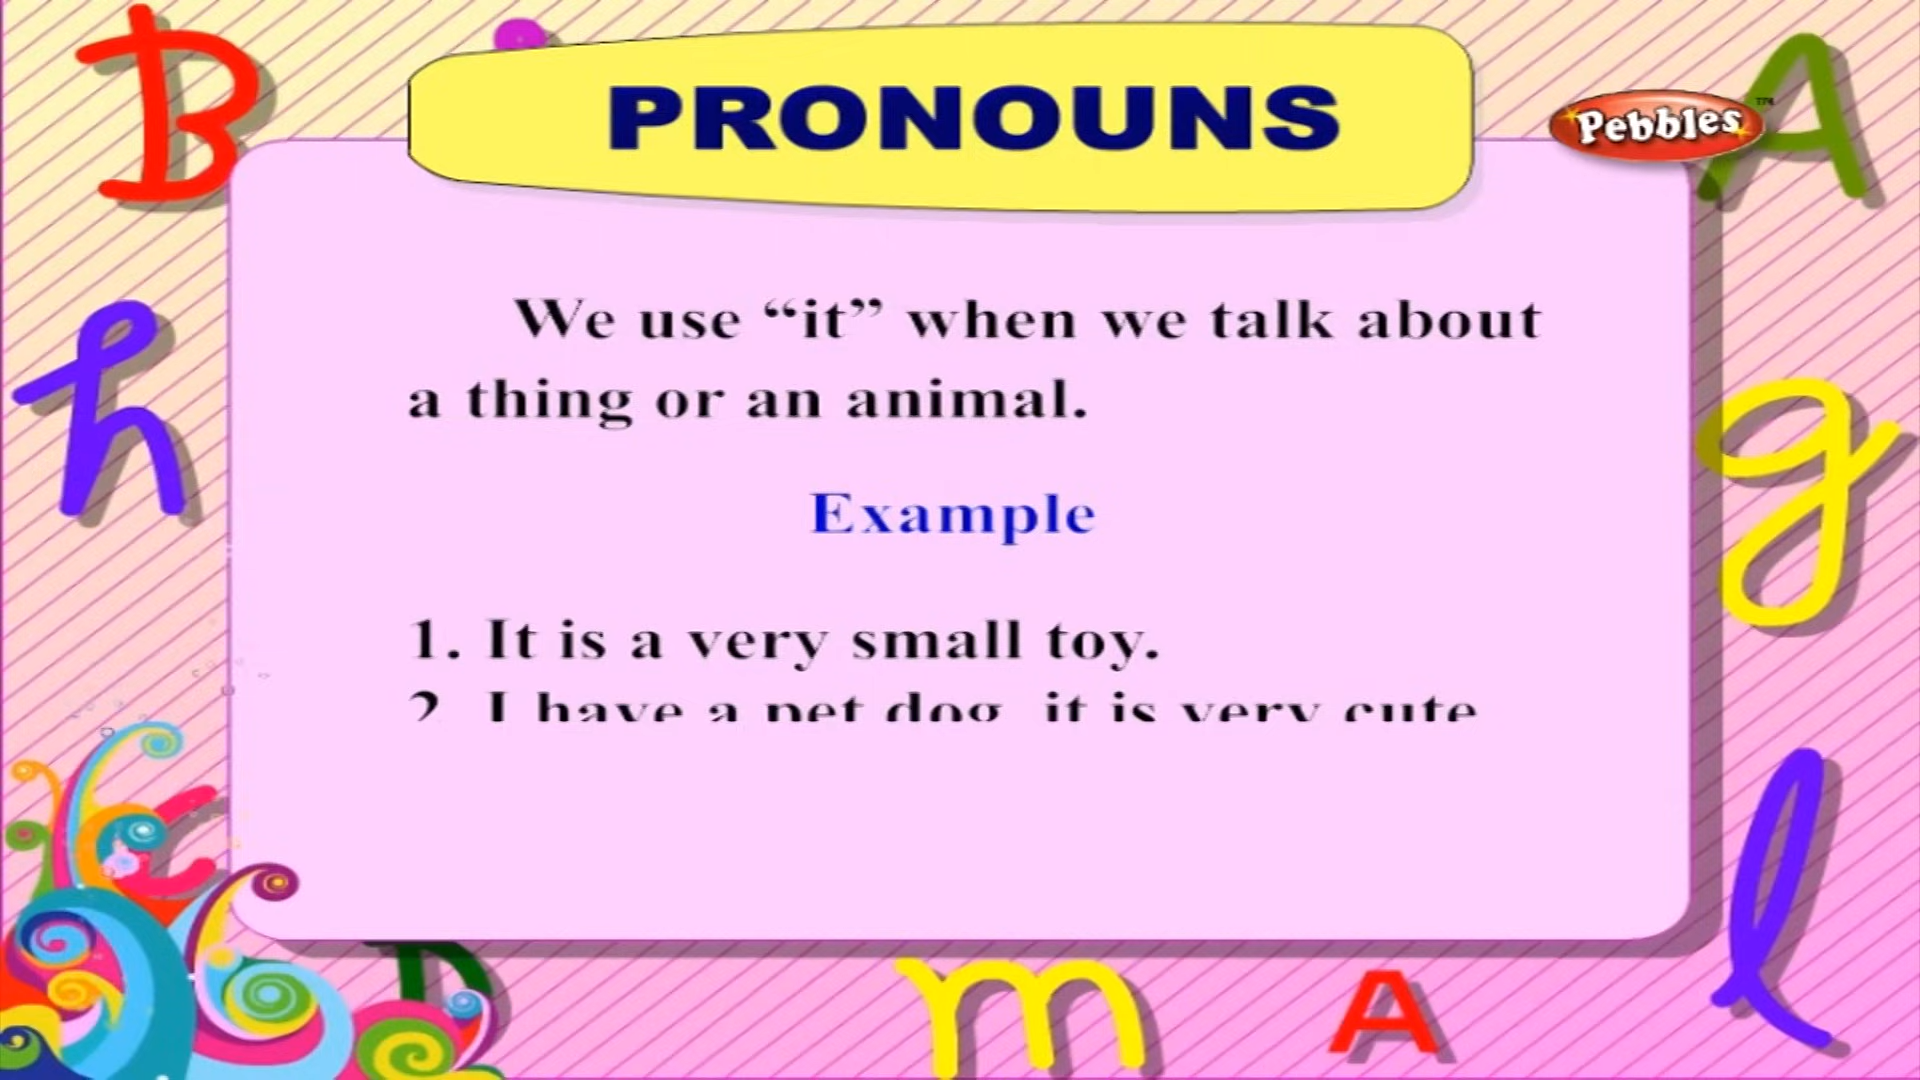 PRONOUNS
Pebbles™
We use “it” when we talk about
a thing or an animal.
Example
1. It is a very small toy.
2. I have a pet dog, it is very cute
B
A
h
g
l
D
m
A